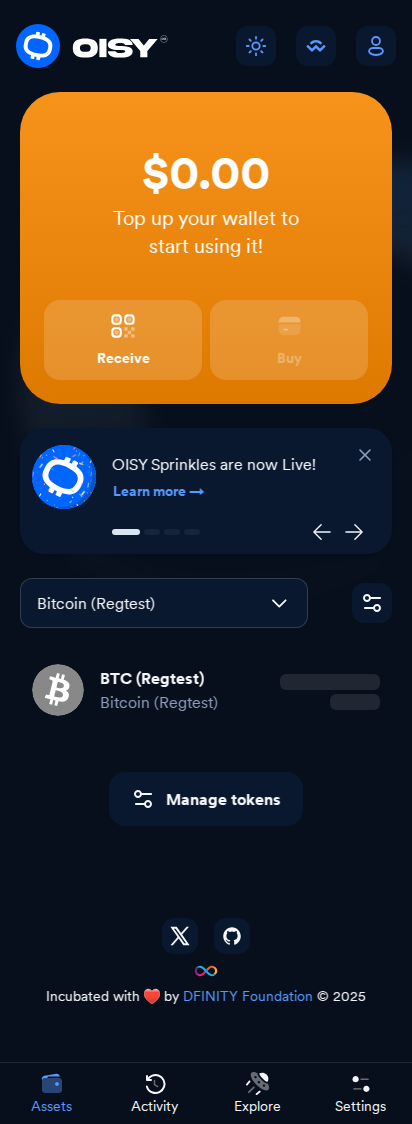 OISY
$0.00
Top up your wallet to
start using it!
Receive
Buy
OISY Sprinkles are now Live!
Learn more →
Bitcoin (Regtest)
BTC (Regtest)
Bitcoin (Regtest)
Manage tokens
Incubated with ❤️ by DFINITY Foundation © 2025
Assets
Activity
Explore
Settings